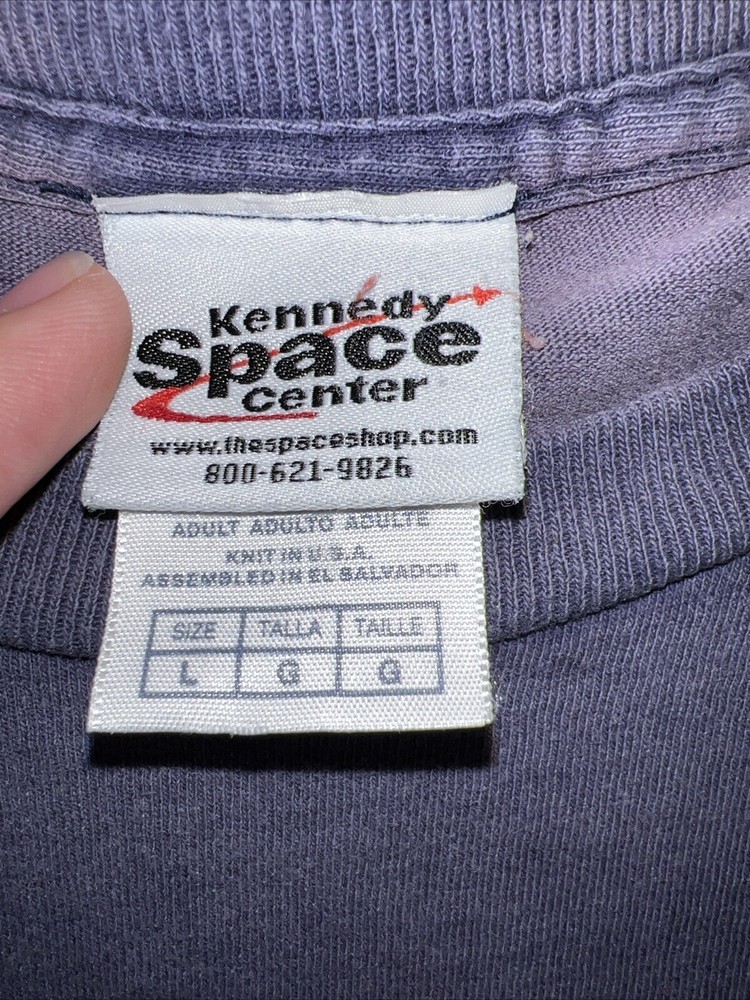 Kennedy
Space
Center
www.thespaceshop.com
800-621-9826
ADULT ADULTO ADULTE
KNIT IN U.S.A.
ASSEMBLED IN EL SALVADOR
SIZE TALLA TAILLE
L G G